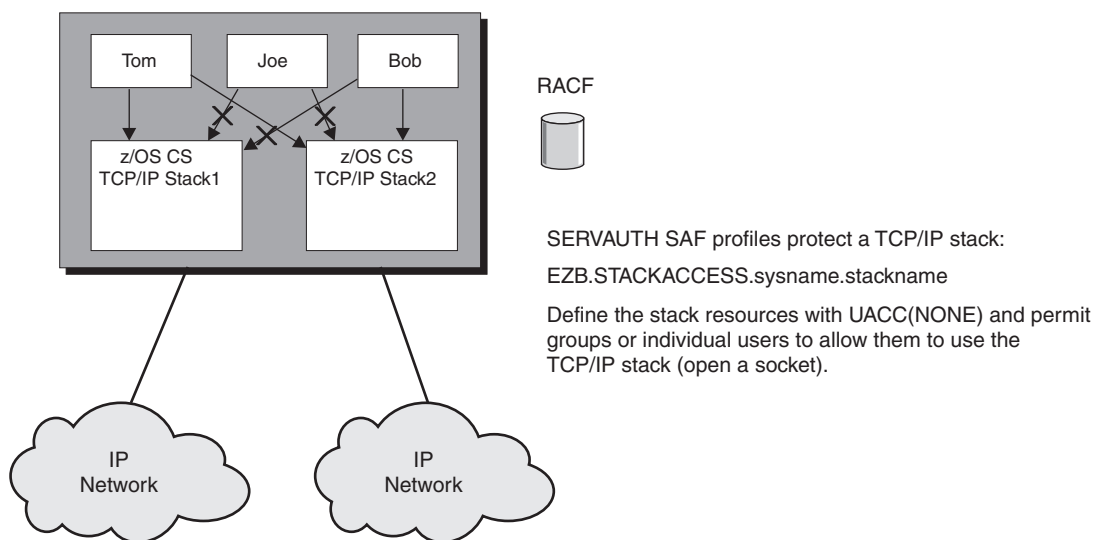 Tom
Joe
Bob
RACF
z/OS CS
TCP/IP Stack1
z/OS CS
TCP/IP Stack2
SERVAUTH SAF profiles protect a TCP/IP stack:
EZB.STACKACCESS.sysname.stackname
Define the stack resources with UACC(NONE) and permit
groups or individual users to allow them to use the
TCP/IP stack (open a socket).
IP
Network
IP
Network